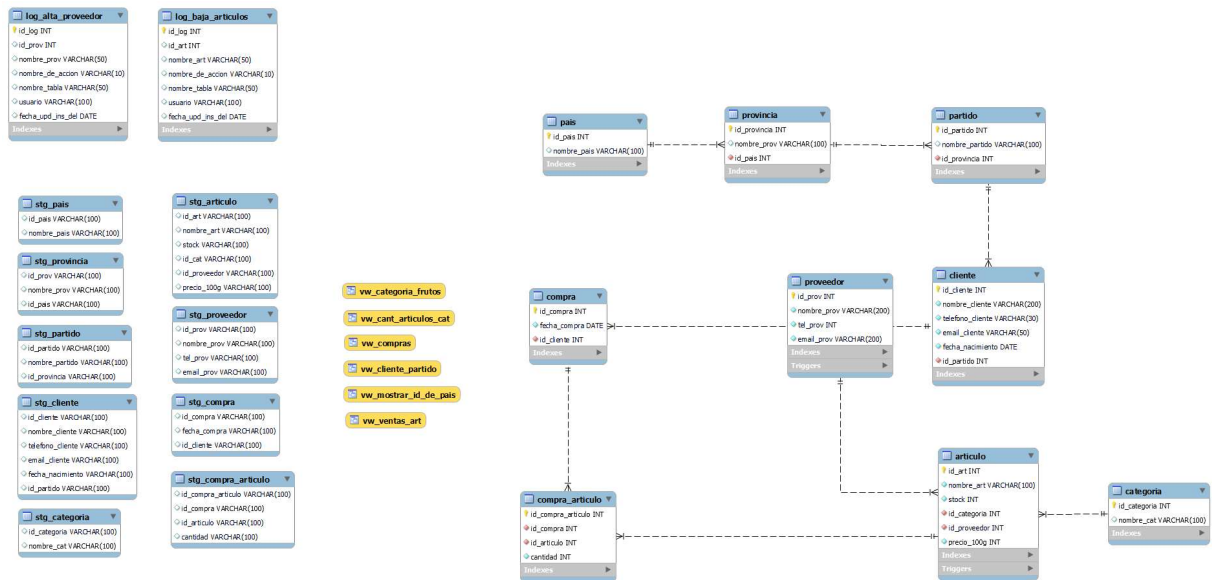 log_alta_proveedor
id_log INT
id_prov INT
nombre_prov VARCHAR(50)
nombre_de_accion VARCHAR(10)
nombre_tabla VARCHAR(50)
usuario VARCHAR(100)
fecha_upd_ins_del DATE
Indexes
log_baja_articulos
id_log INT
id_art INT
nombre_art VARCHAR(50)
nombre_de_accion VARCHAR(10)
nombre_tabla VARCHAR(50)
usuario VARCHAR(100)
fecha_upd_ins_del DATE
Indexes
pais
id_pais INT
nombre_pais VARCHAR(100)
Indexes
provincia
id_provincia INT
nombre_prov VARCHAR(100)
id_pais INT
Indexes
partido
id_partido INT
nombre_partido VARCHAR(100)
id_provincia INT
Indexes
stg_pais
id_pais VARCHAR(100)
nombre_pais VARCHAR(100)
stg_provincia
id_prov VARCHAR(100)
nombre_prov VARCHAR(100)
id_pais VARCHAR(100)
stg_partido
id_partido VARCHAR(100)
nombre_partido VARCHAR(100)
id_provincia VARCHAR(100)
stg_cliente
id_cliente VARCHAR(100)
nombre_cliente VARCHAR(100)
telefono_cliente VARCHAR(100)
email_cliente VARCHAR(100)
fecha_nacimiento VARCHAR(100)
id_partido VARCHAR(100)
stg_categoria
id_categoria VARCHAR(100)
nombre_cat VARCHAR(100)
stg_articulo
id_art VARCHAR(100)
nombre_art VARCHAR(100)
stock VARCHAR(100)
id_cat VARCHAR(100)
id_proveedor VARCHAR(100)
precio_100g VARCHAR(100)
stg_proveedor
id_prov VARCHAR(100)
nombre_prov VARCHAR(100)
tel_prov VARCHAR(100)
email_prov VARCHAR(100)
stg_compra
id_compra VARCHAR(100)
fecha_compra VARCHAR(100)
id_cliente VARCHAR(100)
stg_compra_articulo
id_compra_articulo VARCHAR(100)
id_compra VARCHAR(100)
id_articulo VARCHAR(100)
cantidad VARCHAR(100)
vw_categoria_frutos
vw_cant_articulos_cat
vw_compras
vw_cliente_partido
vw_mostrar_id_de_pais
vw_ventas_art
compra
id_compra INT
fecha_compra DATE
id_cliente INT
Indexes
proveedor
id_prov INT
nombre_prov VARCHAR(200)
tel_prov INT
email_prov VARCHAR(200)
Indexes
Triggers
cliente
id_cliente INT
nombre_cliente VARCHAR(200)
telefono_cliente VARCHAR(30)
email_cliente VARCHAR(50)
fecha_nacimiento DATE
id_partido INT
Indexes
compra_articulo
id_compra_articulo INT
id_compra INT
id_articulo INT
cantidad INT
Indexes
articulo
id_art INT
nombre_art VARCHAR(100)
stock INT
id_categoria INT
id_proveedor INT
precio_100g INT
Indexes
Triggers
categoria
id_categoria INT
nombre_cat VARCHAR(100)
Indexes